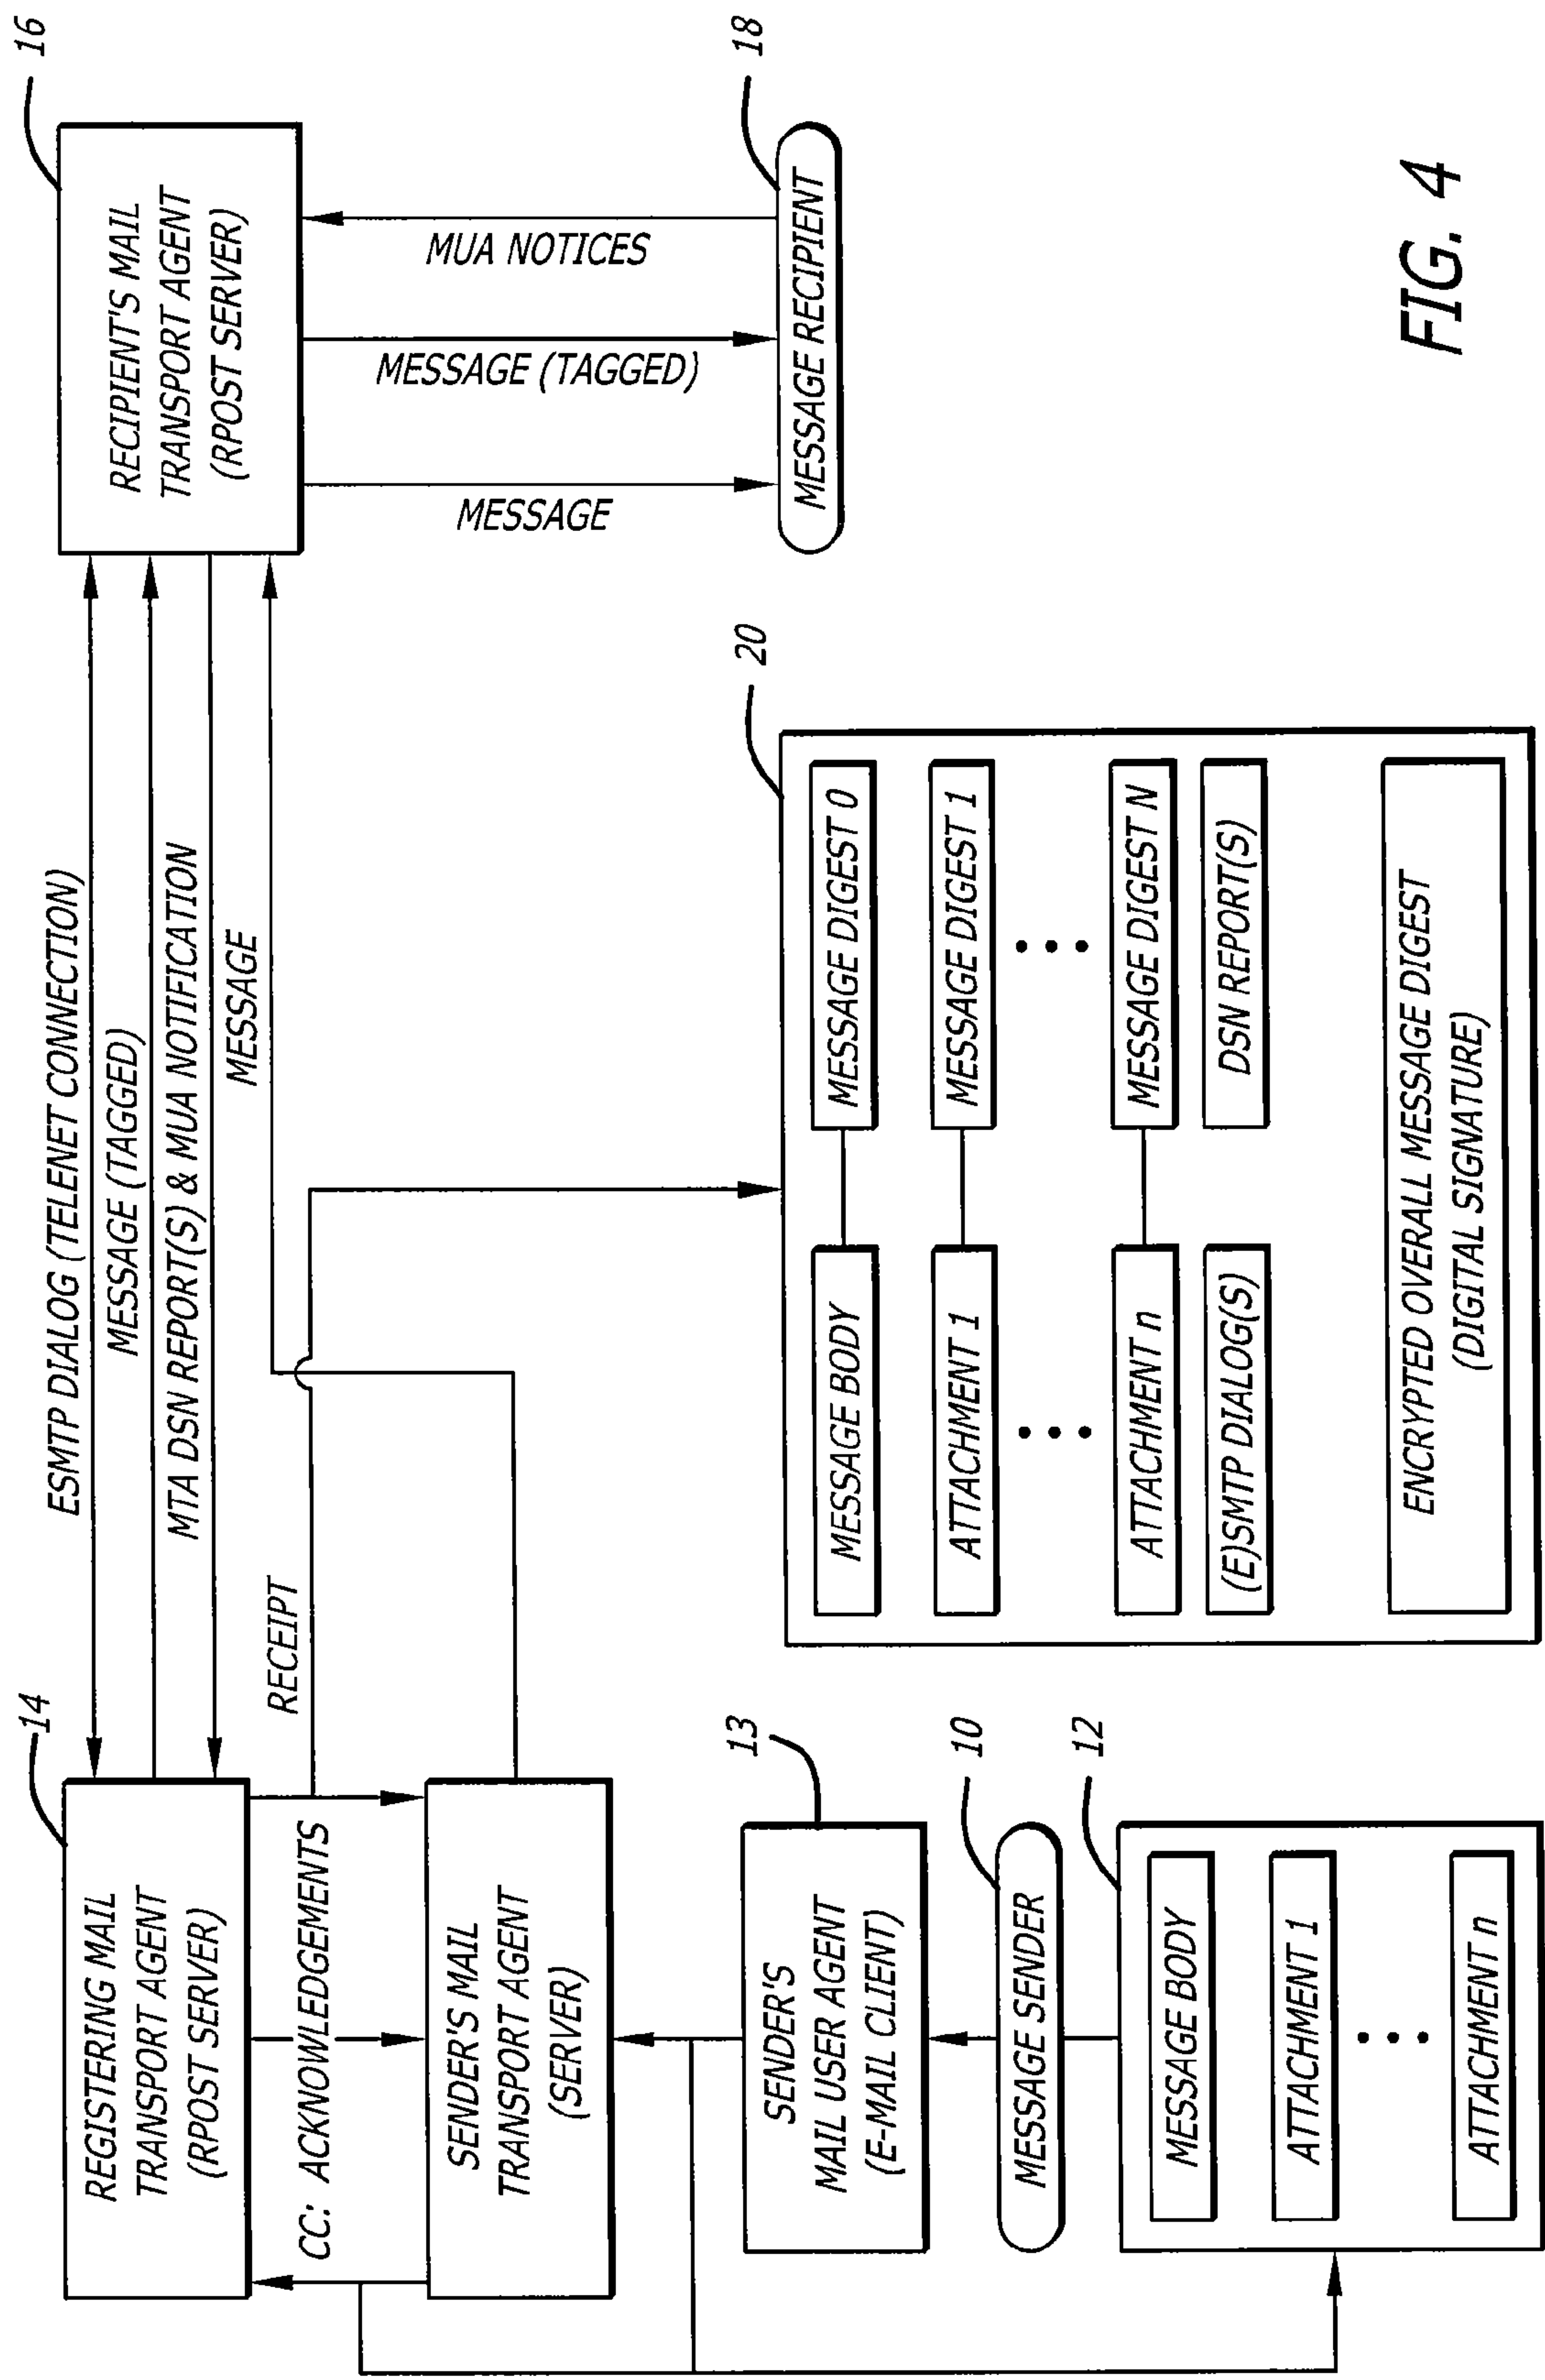 14
REGISTERING MAIL
TRANSPORT AGENT
(RPOST SERVER)
ESMTP DIALOG (TELENET CONNECTION)
MESSAGE (TAGGED)
MTA DSN REPORT(S) & MUA NOTIFICATION
MESSAGE
16
RECIPIENT'S MAIL
TRANSPORT AGENT
(RPOST SERVER)
CC: ACKNOWLEDGEMENTS
RECEIPT
SENDER'S MAIL
TRANSPORT AGENT
(SERVER)
MESSAGE
MESSAGE (TAGGED)
MUA NOTICES
18
MESSAGE RECIPIENT
13
SENDER'S
MAIL USER AGENT
(E-MAIL CLIENT)
10
MESSAGE SENDER
12
MESSAGE BODY
ATTACHMENT 1
ATTACHMENT n
20
MESSAGE BODY
MESSAGE DIGEST 0
ATTACHMENT 1
MESSAGE DIGEST 1
ATTACHMENT n
MESSAGE DIGEST N
(E)SMTP DIALOG(S)
DSN REPORT(S)
ENCRYPTED OVERALL MESSAGE DIGEST
(DIGITAL SIGNATURE)
FIG. 4